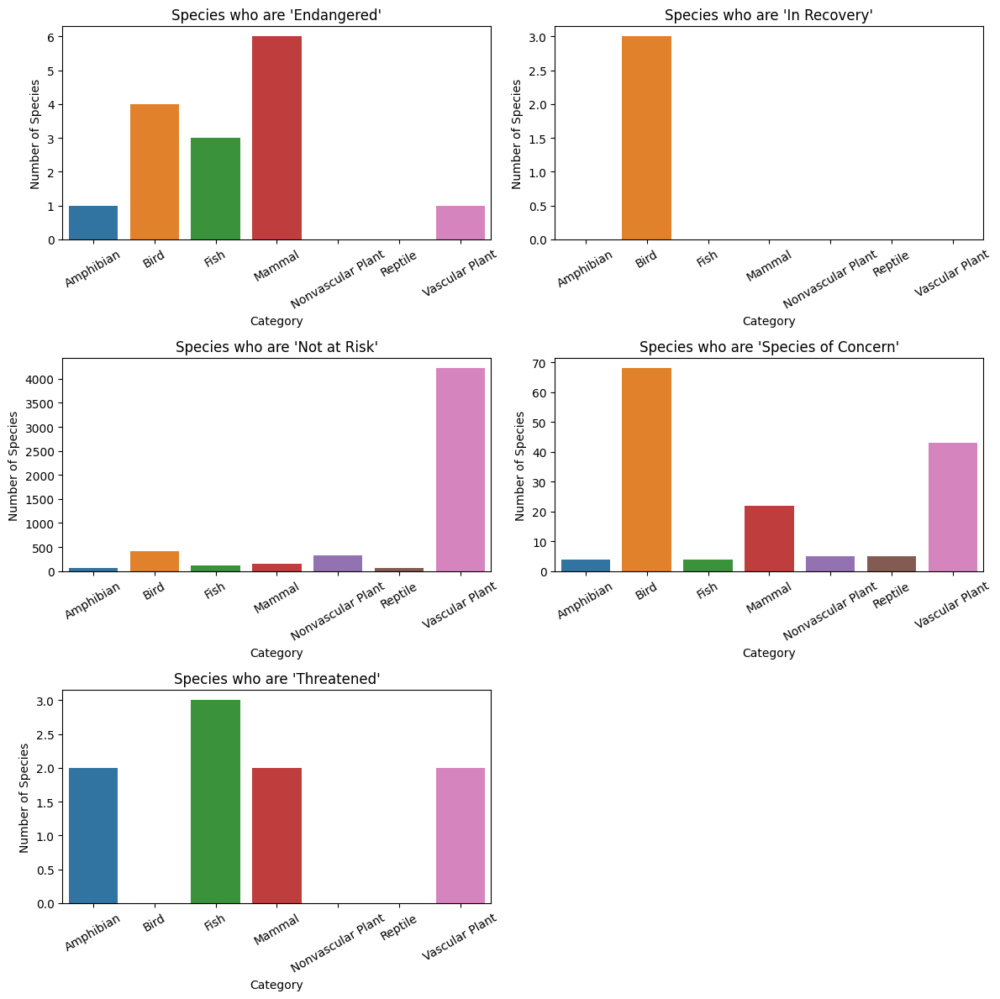 Species who are 'Endangered'
Number of Species
6
5
4
3
2
1
0
Amphibian
Bird
Fish
Mammal
Nonvascular Plant
Reptile
Vascular Plant
Category
Species who are 'In Recovery'
Number of Species
3.0
2.5
2.0
1.5
1.0
0.5
0.0
Amphibian
Bird
Fish
Mammal
Nonvascular Plant
Reptile
Vascular Plant
Category
Species who are 'Not at Risk'
Number of Species
4000
3500
3000
2500
2000
1500
1000
500
0
Amphibian
Bird
Fish
Mammal
Nonvascular Plant
Reptile
Vascular Plant
Category
Species who are 'Species of Concern'
Number of Species
70
60
50
40
30
20
10
0
Amphibian
Bird
Fish
Mammal
Nonvascular Plant
Reptile
Vascular Plant
Category
Species who are 'Threatened'
Number of Species
3.0
2.5
2.0
1.5
1.0
0.5
0.0
Amphibian
Bird
Fish
Mammal
Nonvascular Plant
Reptile
Vascular Plant
Category